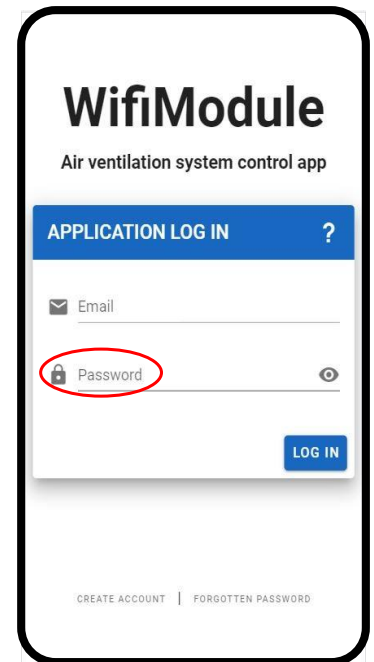 WifiModule
Air ventilation system control app
APPLICATION LOG IN ?
Email
Password
LOG IN
CREATE ACCOUNT | FORGOTTEN PASSWORD